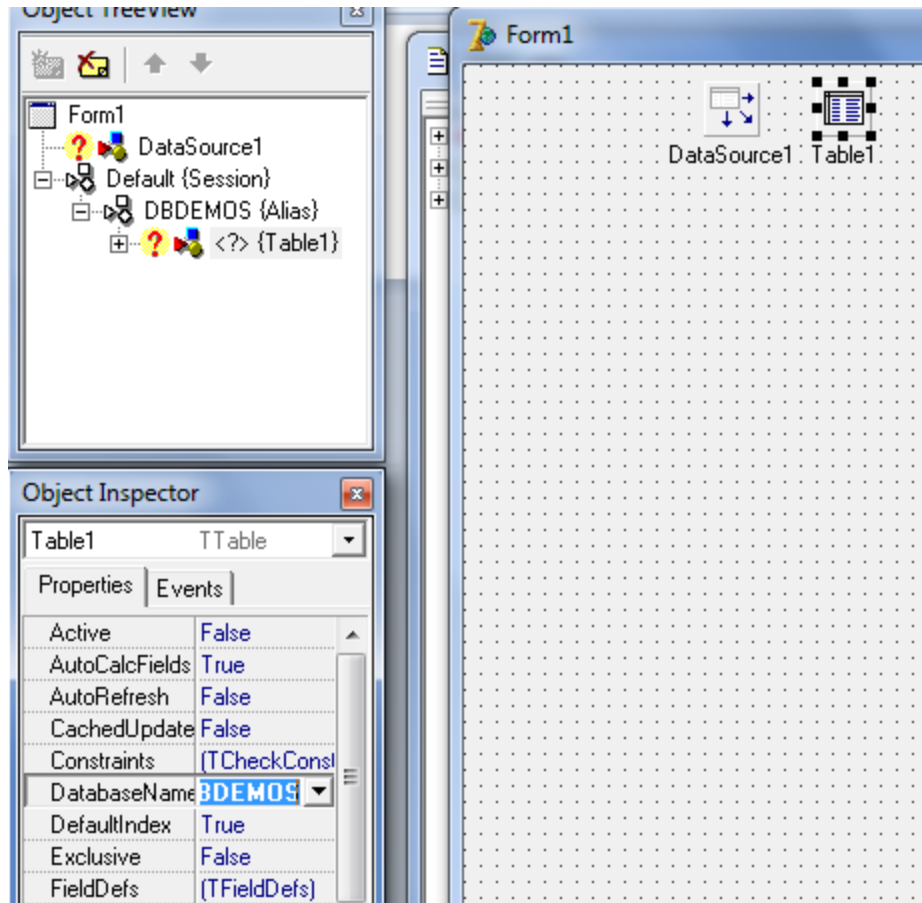 Object TreeView
Form1
DataSource1
Default {Session}
DBDEMOS {Alias}
<?> {Table1}
Object Inspector
Table1 TTable
Properties Events
Active False
AutoCalcFields True
AutoRefresh False
CachedUpdate False
Constraints (TCheckConst
DatabaseName BDEMOS
DefaultIndex True
Exclusive False
FieldDefs (TFieldDefs)
Form1
DataSource1 Table1